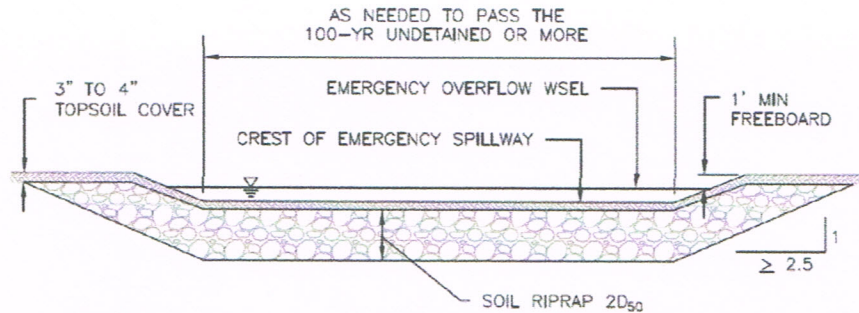 AS NEEDED TO PASS THE
100-YR UNDETAINED OR MORE
3" TO 4"
TOPSOIL COVER
EMERGENCY OVERFLOW WSEL
1' MIN
FREEBOARD
CREST OF EMERGENCY SPILLWAY
1
≥ 2.5
SOIL RIPRAP 2D₅₀